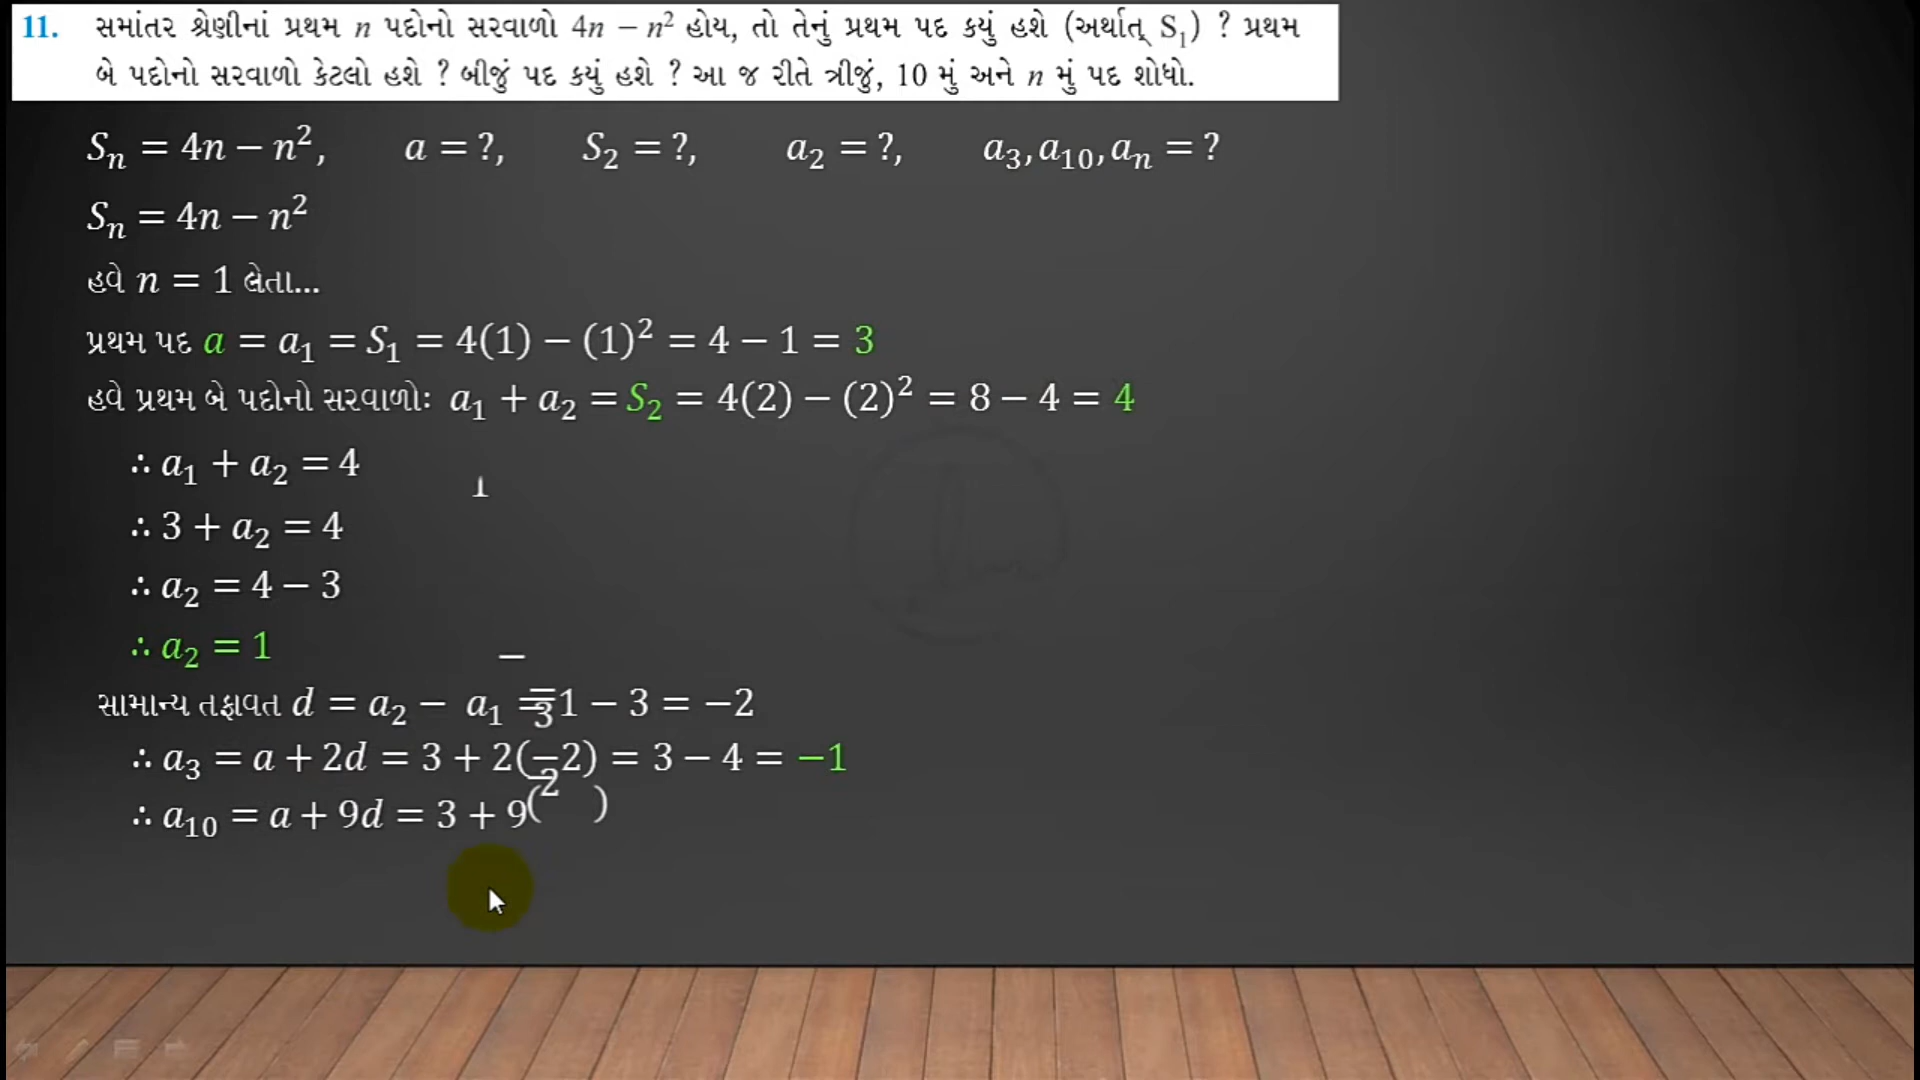 11. સમાંતર શ્રેણીનાં પ્રથમ n પદોનો સરવાળો 4n − n² હોય, તો તેનું પ્રથમ પદ કયું હશે (અર્થાત્ S₁) ? પ્રથમ
બે પદોનો સરવાળો કેટલો હશે ? બીજું પદ કયું હશે ? આ જ રીતે ત્રીજું, 10 મું અને n મું પદ શોધો.
Sₙ = 4n − n², a = ?, S₂ = ?, a₂ = ?, a₃, a₁₀, aₙ = ?
Sₙ = 4n − n²
હવે n = 1 લેતા...
પ્રથમ પદ a = a₁ = S₁ = 4(1) − (1)² = 4 − 1 = 3
હવે પ્રથમ બે પદોનો સરવાળોઃ a₁ + a₂ = S₂ = 4(2) − (2)² = 8 − 4 = 4
∴ a₁ + a₂ = 4
∴ 3 + a₂ = 4
∴ a₂ = 4 − 3
∴ a₂ = 1
સામાન્ય તફાવત d = a₂ − a₁ = 1 − 3 = −2
∴ a₃ = a + 2d = 3 + 2(−2) = 3 − 4 = −1
∴ a₁₀ = a + 9d = 3 + 9( )